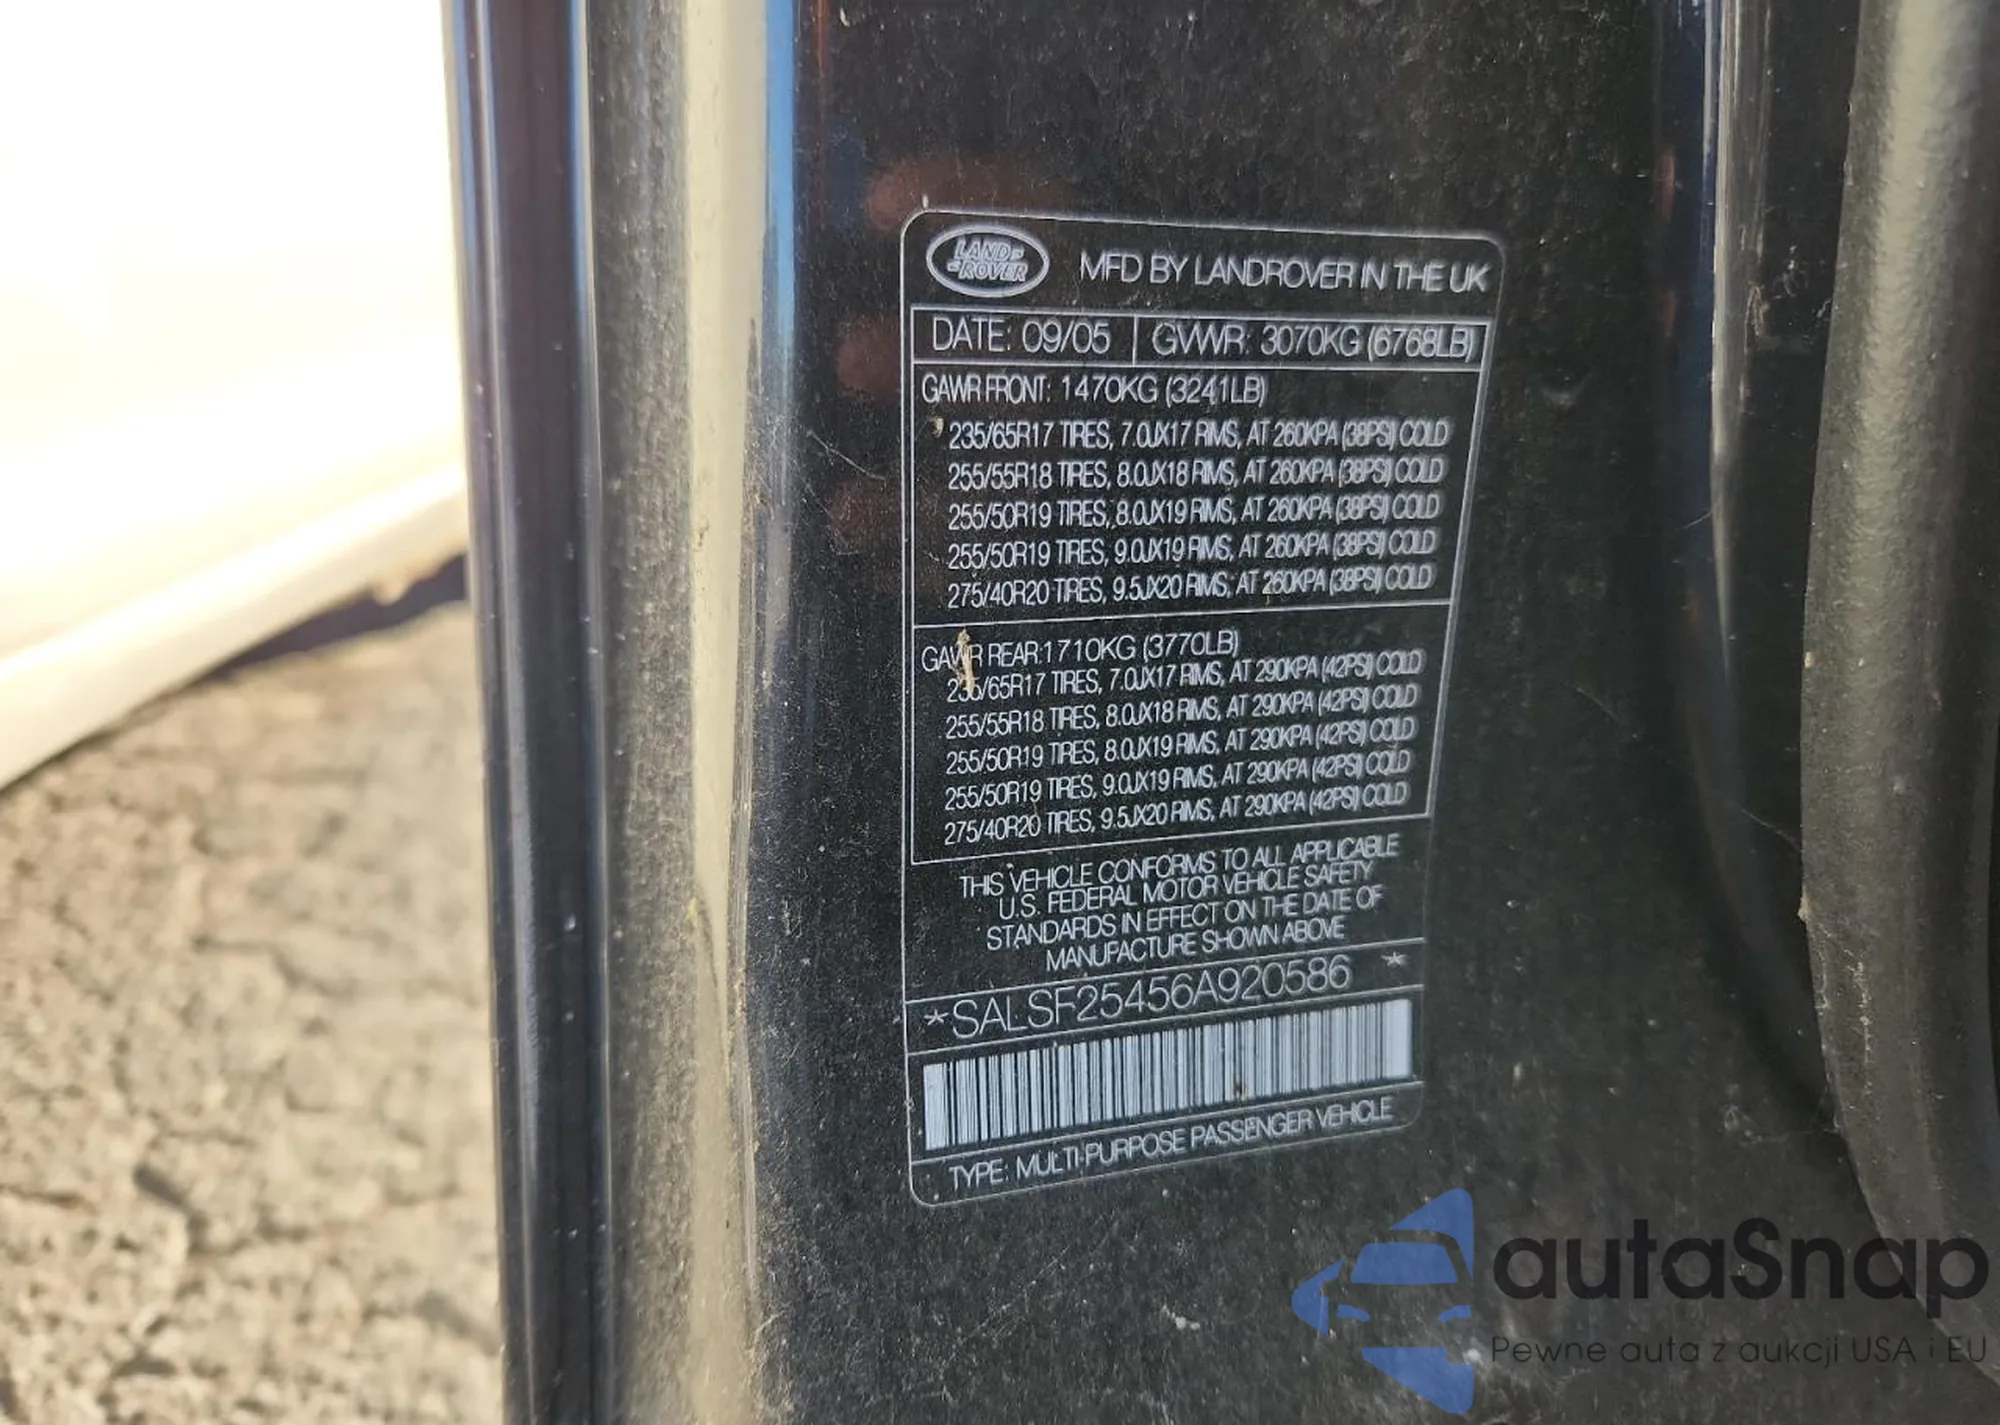 LAND
ROVER
MFD BY LANDROVER IN THE UK
DATE: 09/05 GVWR: 3070KG (6768LB)
GAWR FRONT: 1470KG (3241LB)
235/65R17 TIRES, 7.0JX17 RIMS, AT 260KPA (38PSI) COLD
255/55R18 TIRES, 8.0JX18 RIMS, AT 260KPA (38PSI) COLD
255/50R19 TIRES, 8.0JX19 RIMS, AT 260KPA (38PSI) COLD
255/50R19 TIRES, 9.0JX19 RIMS, AT 260KPA (38PSI) COLD
275/40R20 TIRES, 9.5JX20 RIMS, AT 260KPA (38PSI) COLD
GAWR REAR:1710KG (3770LB)
235/65R17 TIRES, 7.0JX17 RIMS, AT 290KPA (42PSI) COLD
255/55R18 TIRES, 8.0JX18 RIMS, AT 290KPA (42PSI) COLD
255/50R19 TIRES, 8.0JX19 RIMS, AT 290KPA (42PSI) COLD
255/50R19 TIRES, 9.0JX19 RIMS, AT 290KPA (42PSI) COLD
275/40R20 TIRES, 9.5JX20 RIMS, AT 290KPA (42PSI) COLD
THIS VEHICLE CONFORMS TO ALL APPLICABLE
U.S. FEDERAL MOTOR VEHICLE SAFETY
STANDARDS IN EFFECT ON THE DATE OF
MANUFACTURE SHOWN ABOVE
*SALSF25456A920586 *
TYPE: MULTI-PURPOSE PASSENGER VEHICLE
autaSnap
Pewne auta z aukcji USA i EU